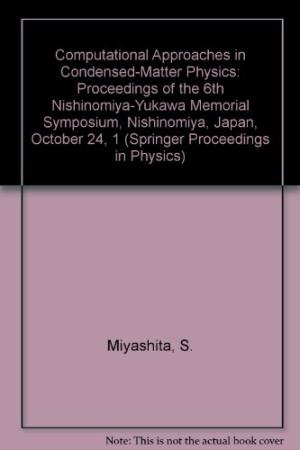 Computational Approaches in
Condensed-Matter Physics:
Proceedings of the 6th
Nishinomiya-Yukawa Memorial
Symposium, Nishinomiya, Japan,
October 24, 1 (Springer Proceedings
in Physics)
Miyashita, S.
Note: This is not the actual book cover